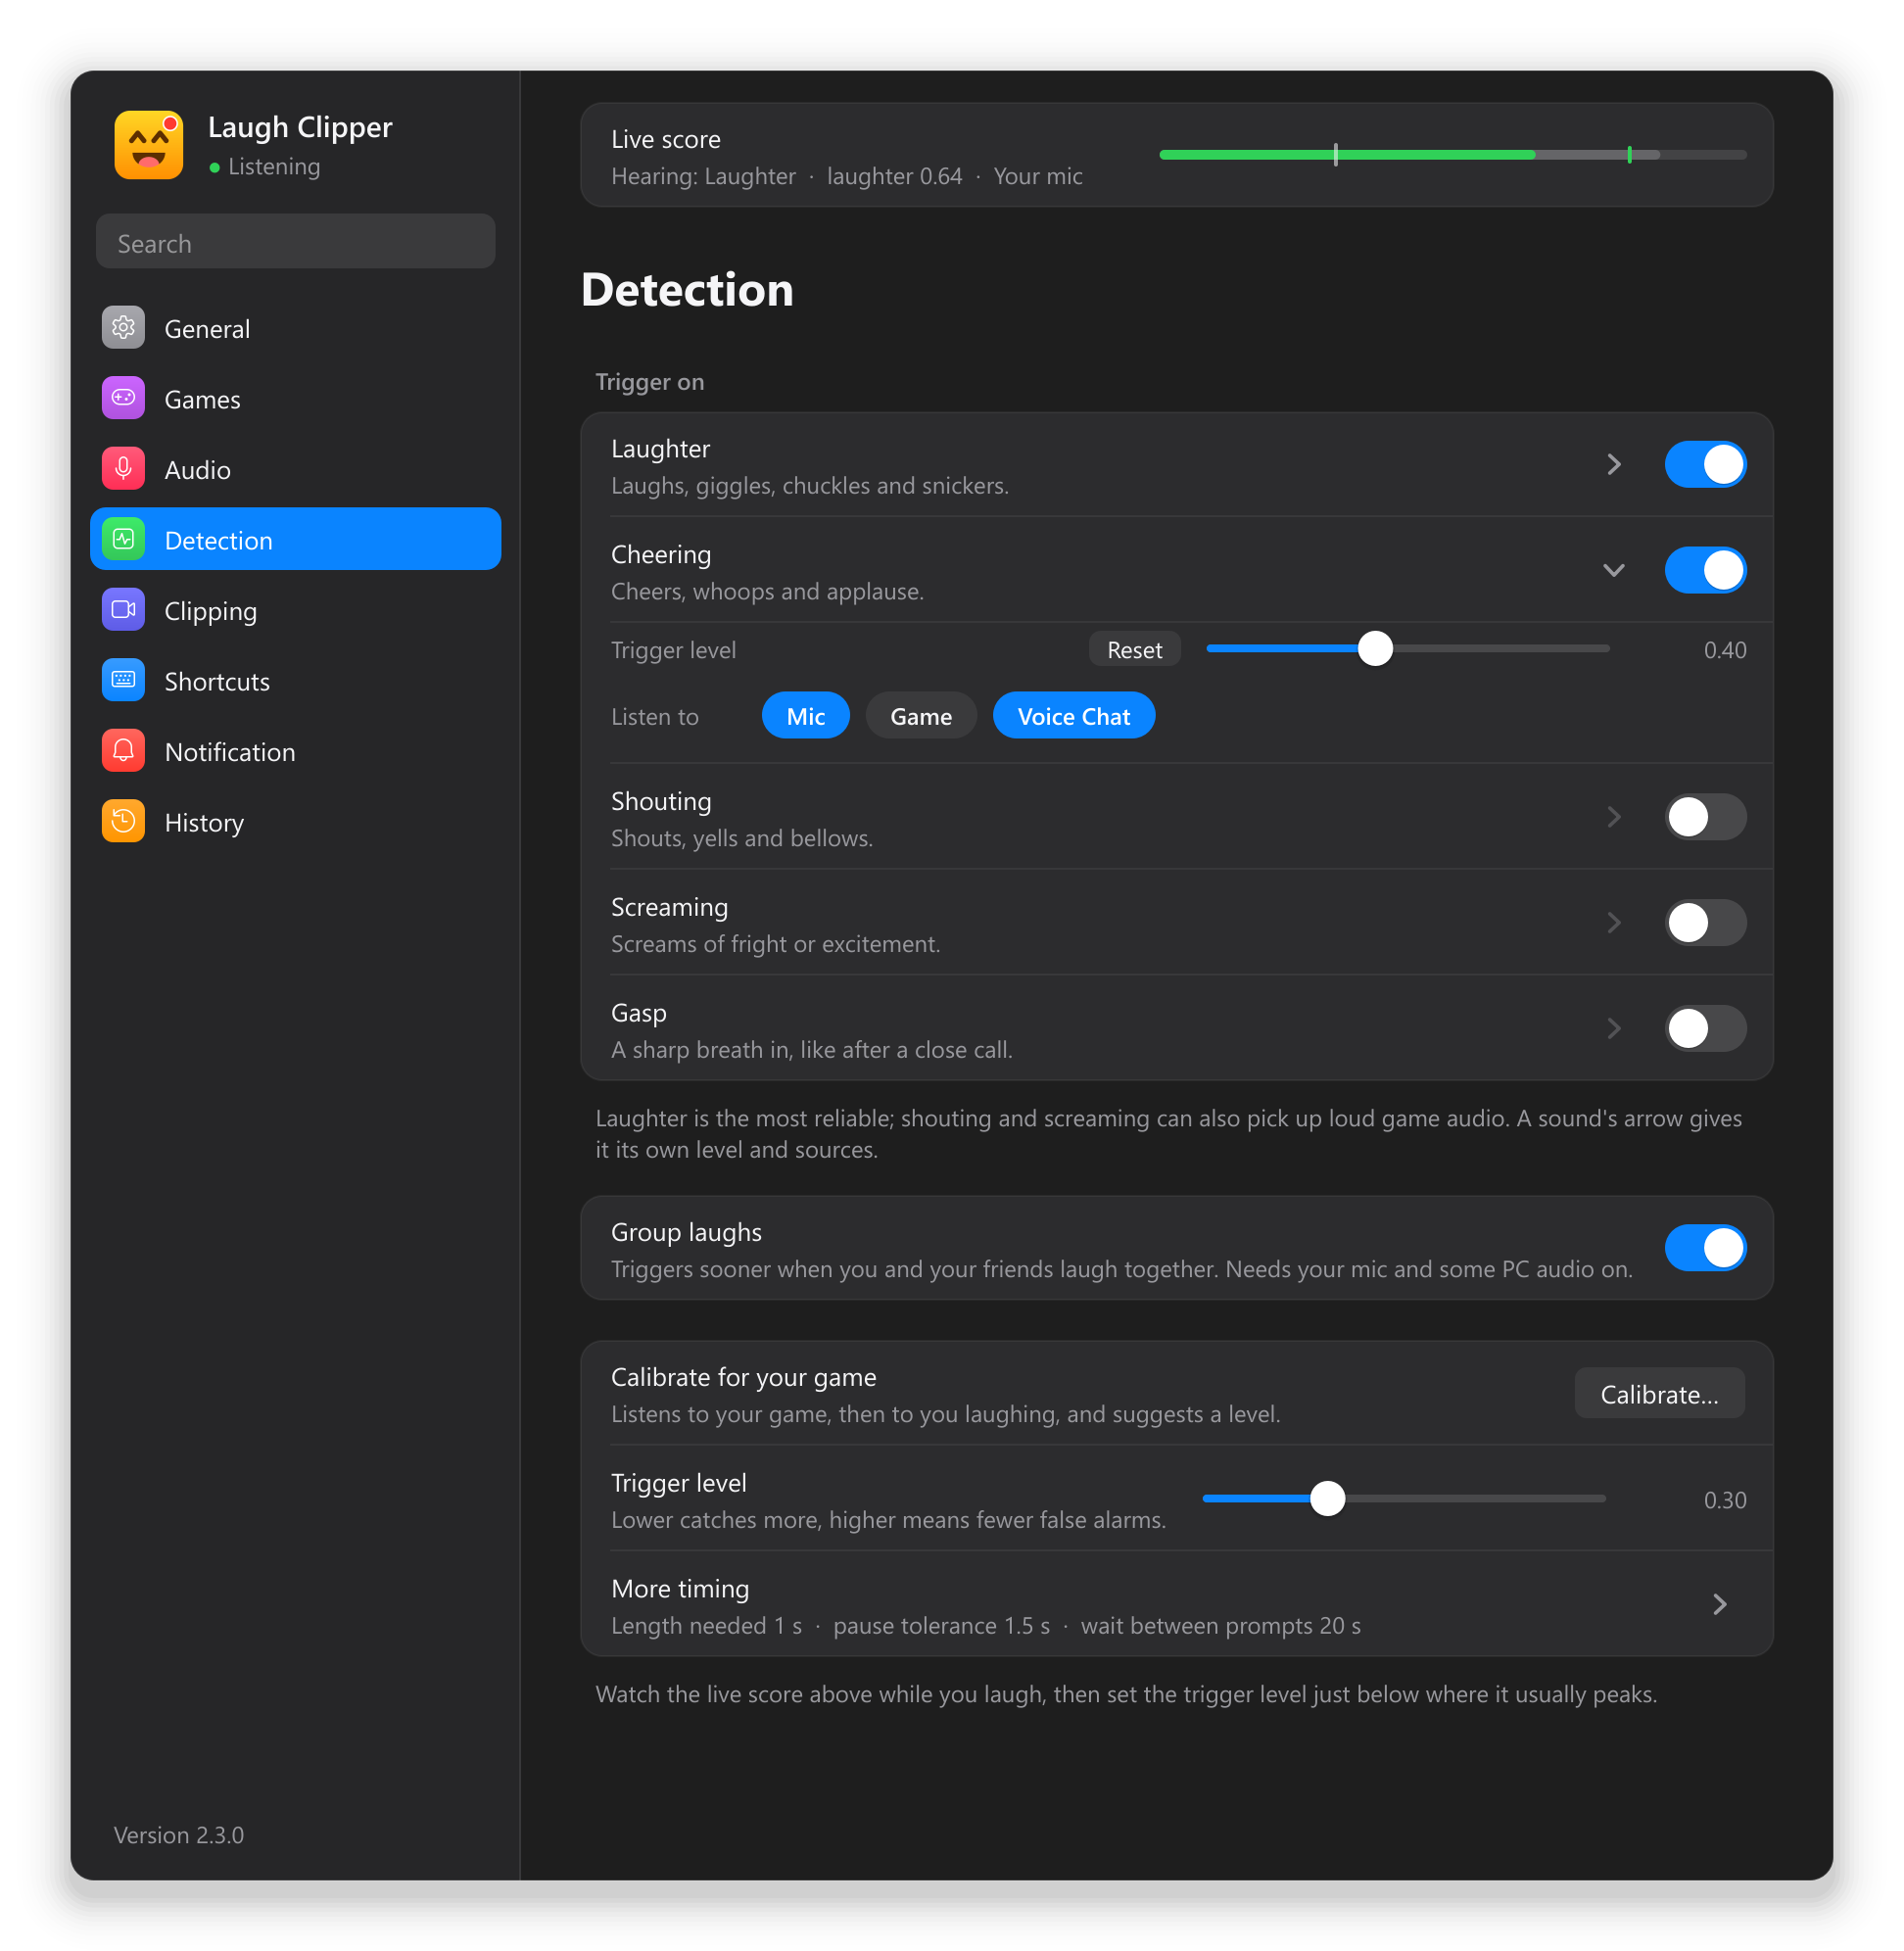 Laugh Clipper
Listening
Search
General
Games
Audio
Detection
Clipping
Shortcuts
Notification
History
Version 2.3.0
Live score
Hearing: Laughter · laughter 0.64 · Your mic
Detection
Trigger on
Laughter
Laughs, giggles, chuckles and snickers.
Cheering
Cheers, whoops and applause.
Trigger level Reset 0.40
Listen to Mic Game Voice Chat
Shouting
Shouts, yells and bellows.
Screaming
Screams of fright or excitement.
Gasp
A sharp breath in, like after a close call.
Laughter is the most reliable; shouting and screaming can also pick up loud game audio. A sound's arrow gives
it its own level and sources.
Group laughs
Triggers sooner when you and your friends laugh together. Needs your mic and some PC audio on.
Calibrate for your game
Listens to your game, then to you laughing, and suggests a level.
Calibrate...
Trigger level
Lower catches more, higher means fewer false alarms.
0.30
More timing
Length needed 1 s · pause tolerance 1.5 s · wait between prompts 20 s
Watch the live score above while you laugh, then set the trigger level just below where it usually peaks.